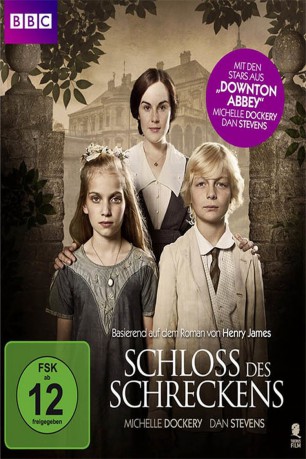 BBC
MIT DEN
STARS AUS
„DOWNTON
ABBEY"
MICHELLE DOCKERY
DAN STEVENS
Basierend auf dem Roman von Henry James
SCHLOSS DES
SCHRECKENS
MICHELLE DOCKERY DAN STEVENS
FSK
ab
12
freigegeben